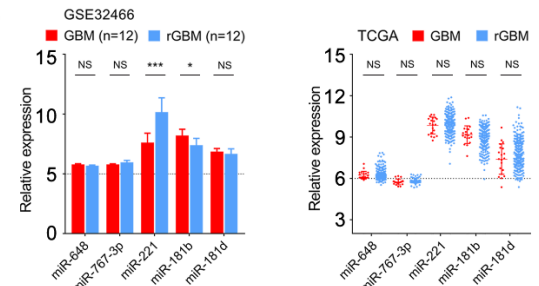 GSE32466
GBM (n=12) rGBM (n=12)
NS NS *** * NS
Relative expression
15
10
5
0
miR-648
miR-767-3p
miR-221
miR-181b
miR-181d
TCGA GBM rGBM
NS NS NS NS NS
Relative expression
12
9
6
3
miR-648
miR-767-3p
miR-221
miR-181b
miR-181d